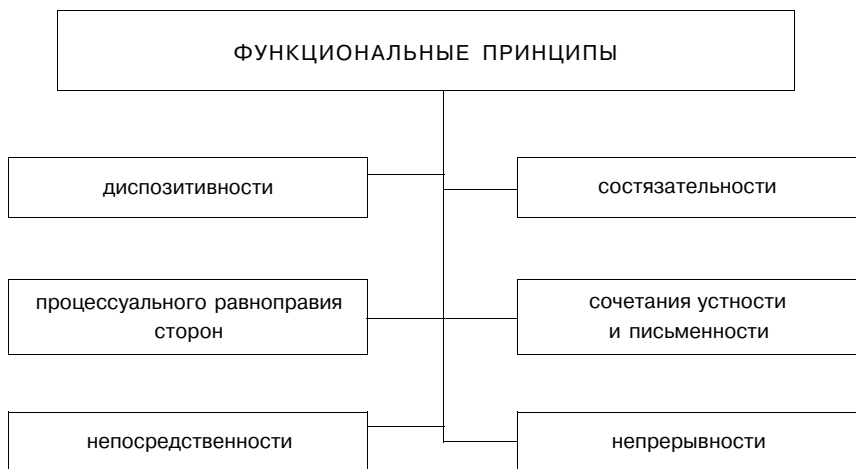 ФУНКЦИОНАЛЬНЫЕ ПРИНЦИПЫ
диспозитивности
состязательности
процессуального равноправия
сторон
сочетания устности
и письменности
непосредственности
непрерывности